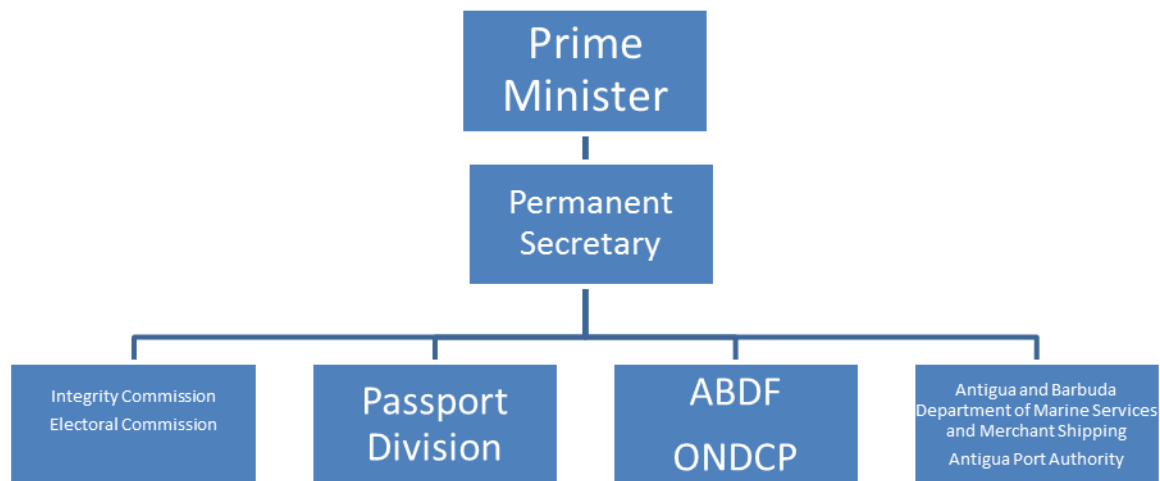 Prime
Minister
Permanent
Secretary
Integrity Commission
Electoral Commission
Passport
Division
ABDF
ONDCP
Antigua and Barbuda
Department of Marine Services
and Merchant Shipping
Antigua Port Authority